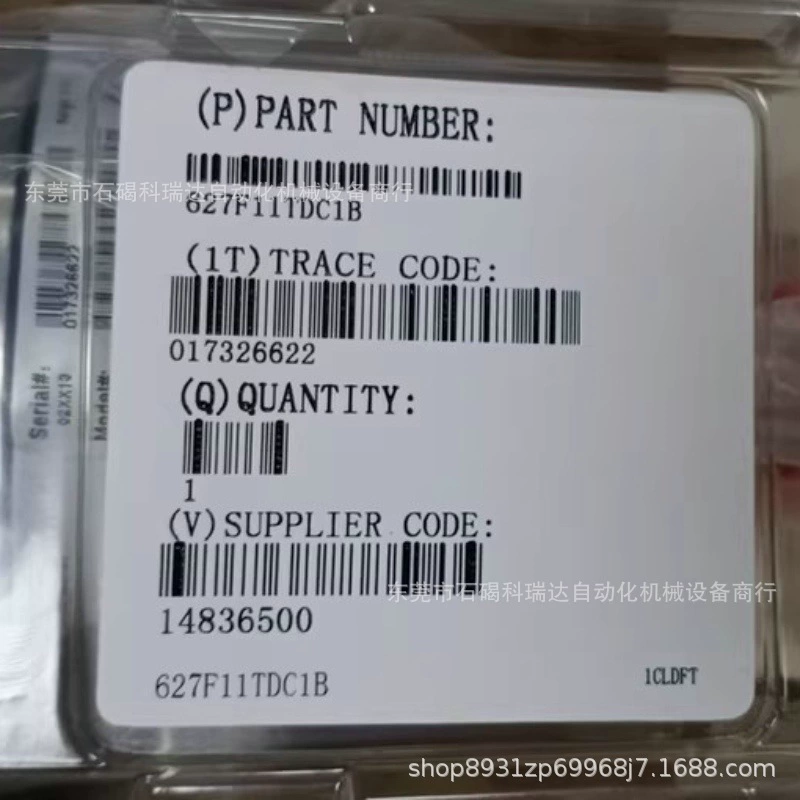 (P)PART NUMBER:
东莞市石碣科瑞达自动化机械设备商行
627F11TDC1B
(1T)TRACE CODE:
017326622
(Q)QUANTITY:
1
(V)SUPPLIER CODE:
东莞市石碣科瑞达自动化机械设备商行
14836500
627F11TDC1B
1CLDFT
Serial#:
017326622
Model#:
shop8931zp69968j7.1688.com